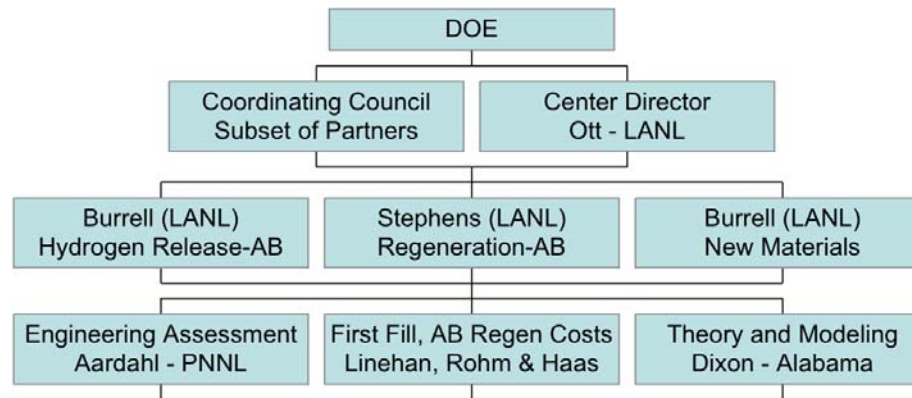 DOE
Coordinating Council
Subset of Partners
Center Director
Ott - LANL
Burrell (LANL)
Hydrogen Release-AB
Stephens (LANL)
Regeneration-AB
Burrell (LANL)
New Materials
Engineering Assessment
Aardahl - PNNL
First Fill, AB Regen Costs
Linehan, Rohm & Haas
Theory and Modeling
Dixon - Alabama